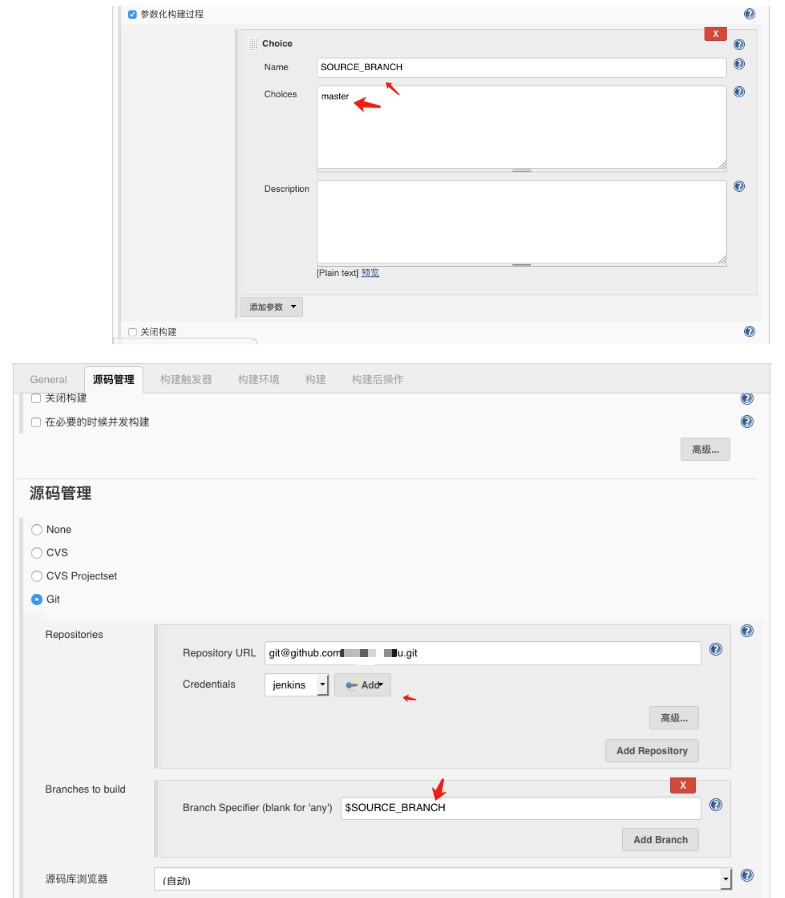 参数化构建过程
X
Choice
Name SOURCE_BRANCH
Choices master
Description
[Plain text] 预览
添加参数
关闭构建
General 源码管理 构建触发器 构建环境 构建 构建后操作
关闭构建
在必要的时候并发构建
高级...
源码管理
None
CVS
CVS Projectset
Git
Repositories
Repository URL git@github.com u.git
Credentials jenkins Add
高级...
Add Repository
Branches to build
X
Branch Specifier (blank for 'any') $SOURCE_BRANCH
Add Branch
源码库浏览器 (自动)